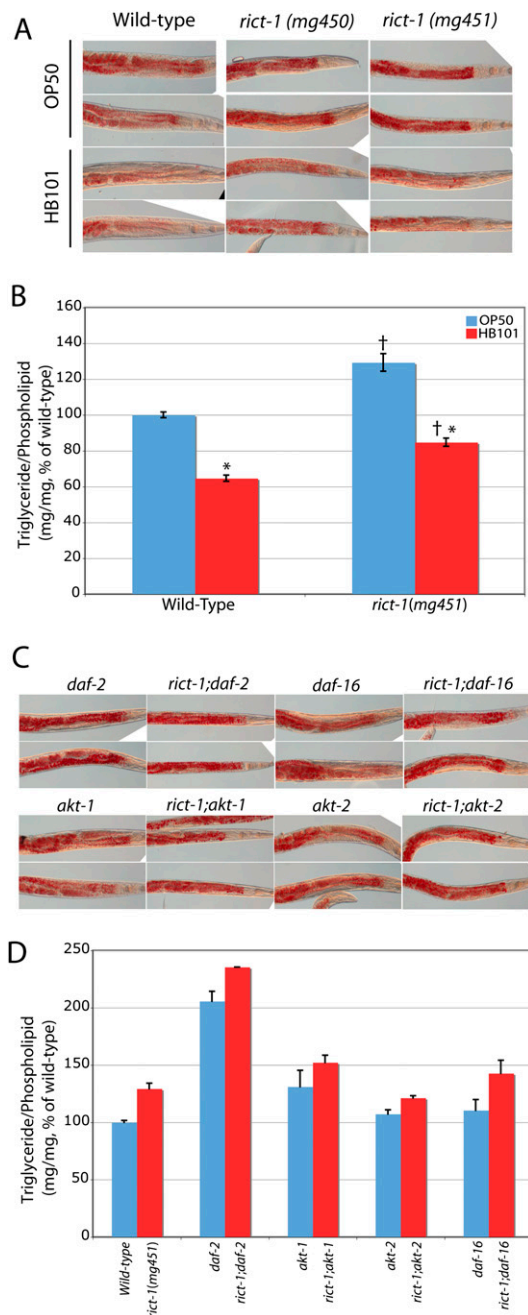 A
Wild-type rict-1 (mg450) rict-1 (mg451)
OP50
HB101
B
Triglyceride/Phospholipid
(mg/mg, % of wild-type)
160
140
120
100
80
60
40
20
0
OP50
HB101
*
†
† *
Wild-Type rict-1(mg451)
C
daf-2 rict-1;daf-2 daf-16 rict-1;daf-16
akt-1 rict-1;akt-1 akt-2 rict-1;akt-2
D
Triglyceride/Phospholipid
(mg/mg, % of wild-type)
250
200
150
100
50
0
Wild-type
rict-1(mg451)
daf-2
rict-1;daf-2
akt-1
rict-1;akt-1
akt-2
rict-1;akt-2
daf-16
rict-1;daf-16